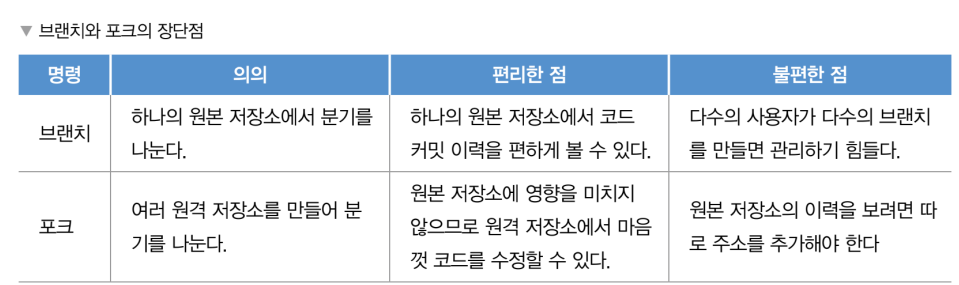 ▼ 브랜치와 포크의 장단점
명령 의의 편리한 점 불편한 점
브랜치
하나의 원본 저장소에서 분기를
나눈다.
하나의 원본 저장소에서 코드
커밋 이력을 편하게 볼 수 있다.
다수의 사용자가 다수의 브랜치
를 만들면 관리하기 힘들다.
포크
여러 원격 저장소를 만들어 분
기를 나눈다.
원본 저장소에 영향을 미치지
않으므로 원격 저장소에서 마음
껏 코드를 수정할 수 있다.
원본 저장소의 이력을 보려면 따
로 주소를 추가해야 한다